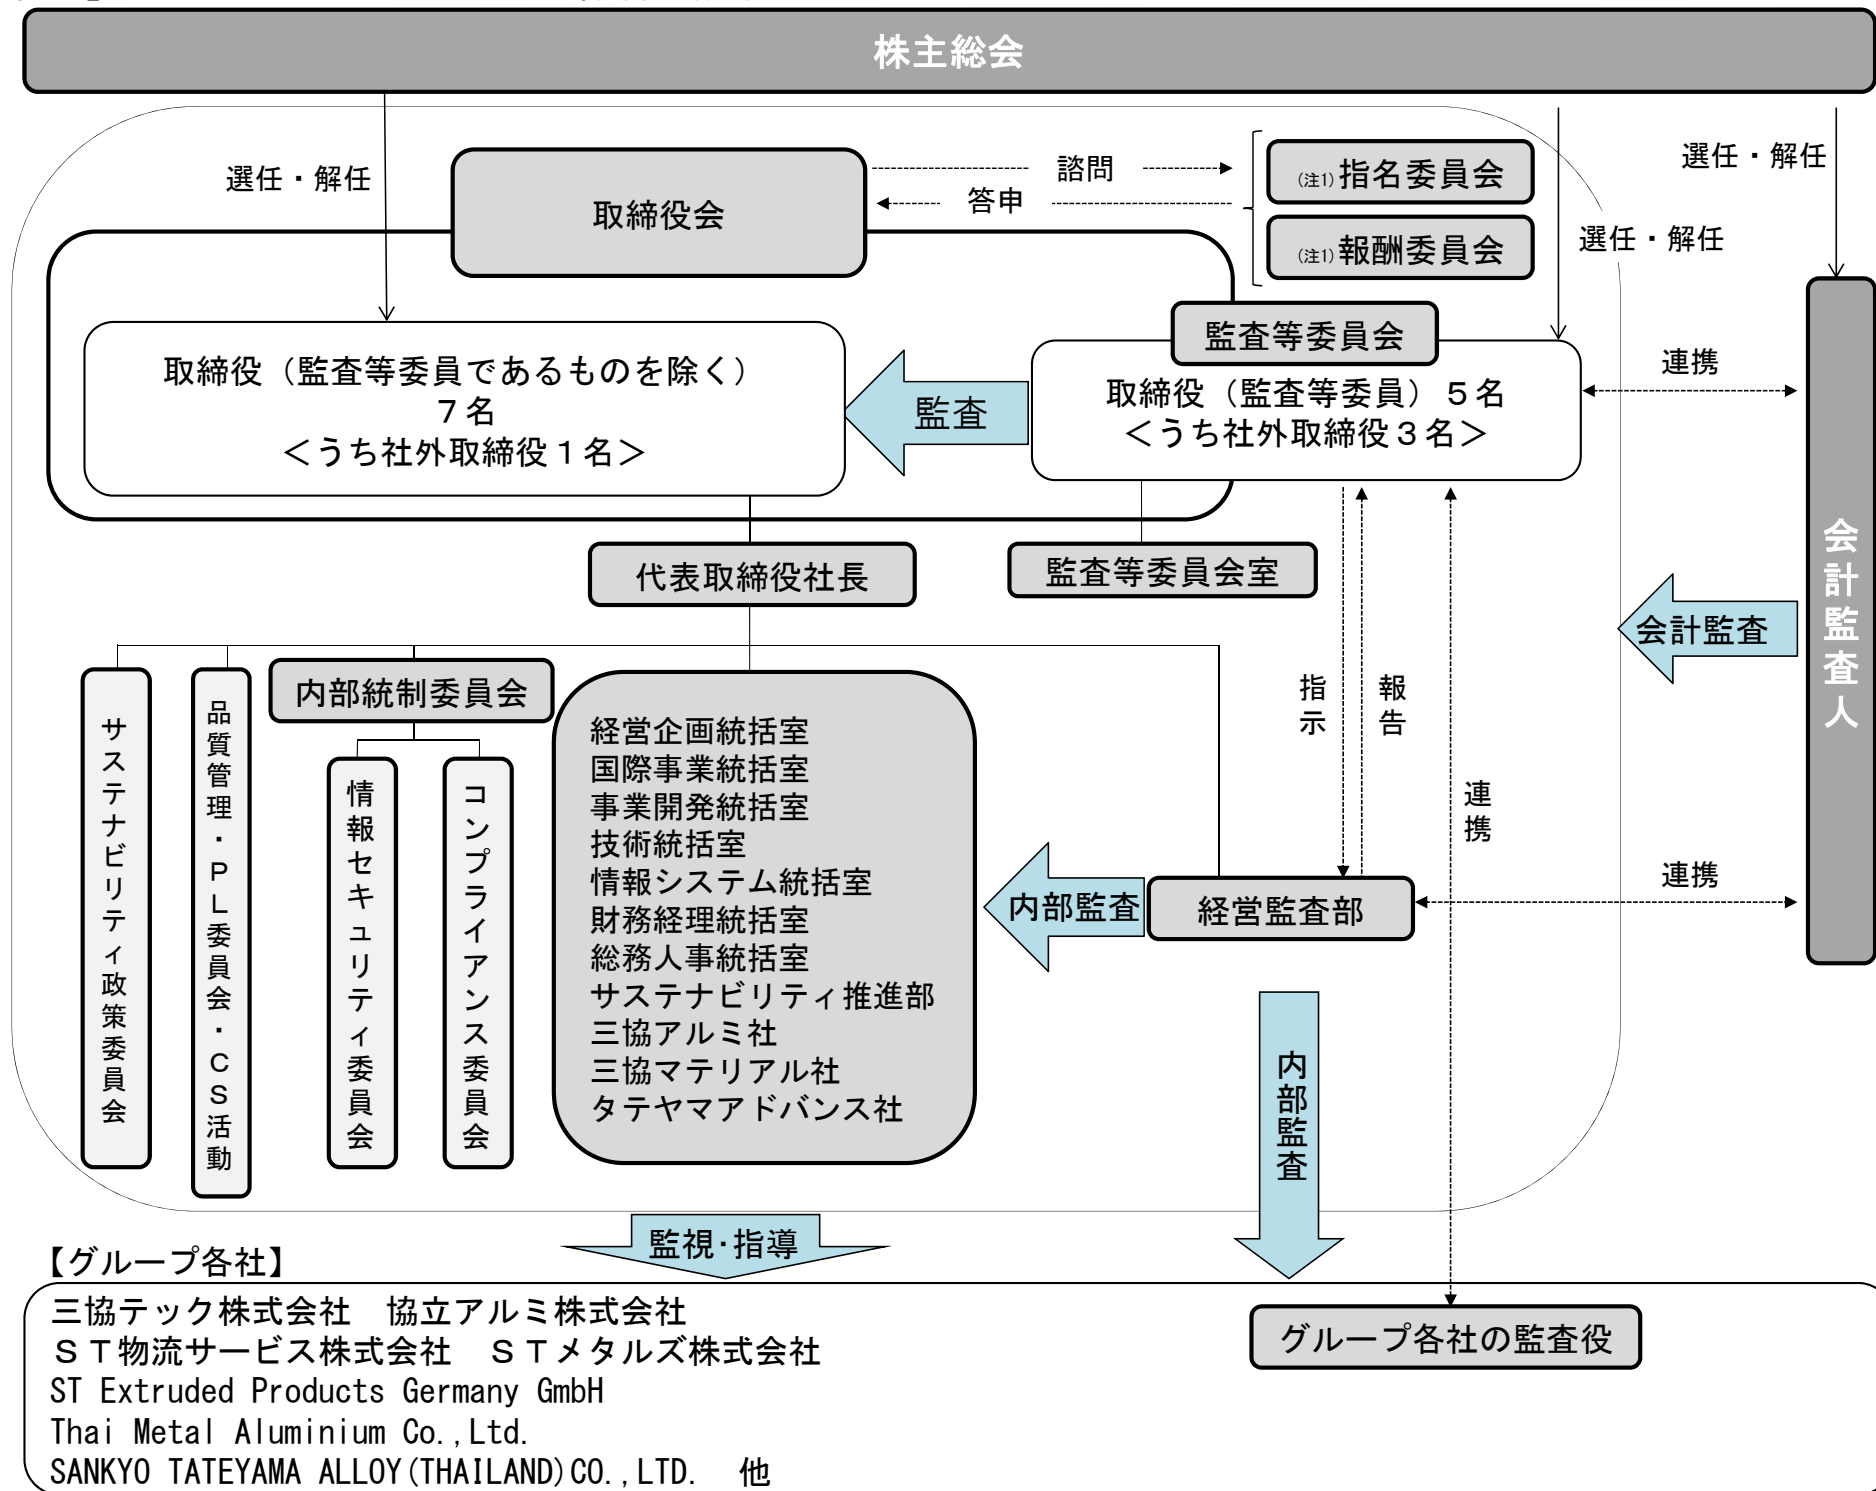 株主総会
選任・解任
取締役会
諮問
答申
(注1)指名委員会
(注1)報酬委員会
選任・解任
選任・解任
監査等委員会
取締役（監査等委員であるものを除く）
７名
＜うち社外取締役１名＞
監査
取締役（監査等委員）５名
＜うち社外取締役３名＞
連携
代表取締役社長
監査等委員会室
会計監査人
会計監査
指示
報告
連携
内部統制委員会
サステナビリティ政策委員会
品質管理・ＰＬ委員会・ＣＳ活動
情報セキュリティ委員会
コンプライアンス委員会
経営企画統括室
国際事業統括室
事業開発統括室
技術統括室
情報システム統括室
財務経理統括室
総務人事統括室
サステナビリティ推進部
三協アルミ社
三協マテリアル社
タテヤマアドバンス社
内部監査
経営監査部
連携
内部監査
監視・指導
【グループ各社】
三協テック株式会社　協立アルミ株式会社
ＳＴ物流サービス株式会社　ＳＴメタルズ株式会社
ST Extruded Products Germany GmbH
Thai Metal Aluminium Co.,Ltd.
SANKYO TATEYAMA ALLOY(THAILAND)CO.,LTD.　他
グループ各社の監査役